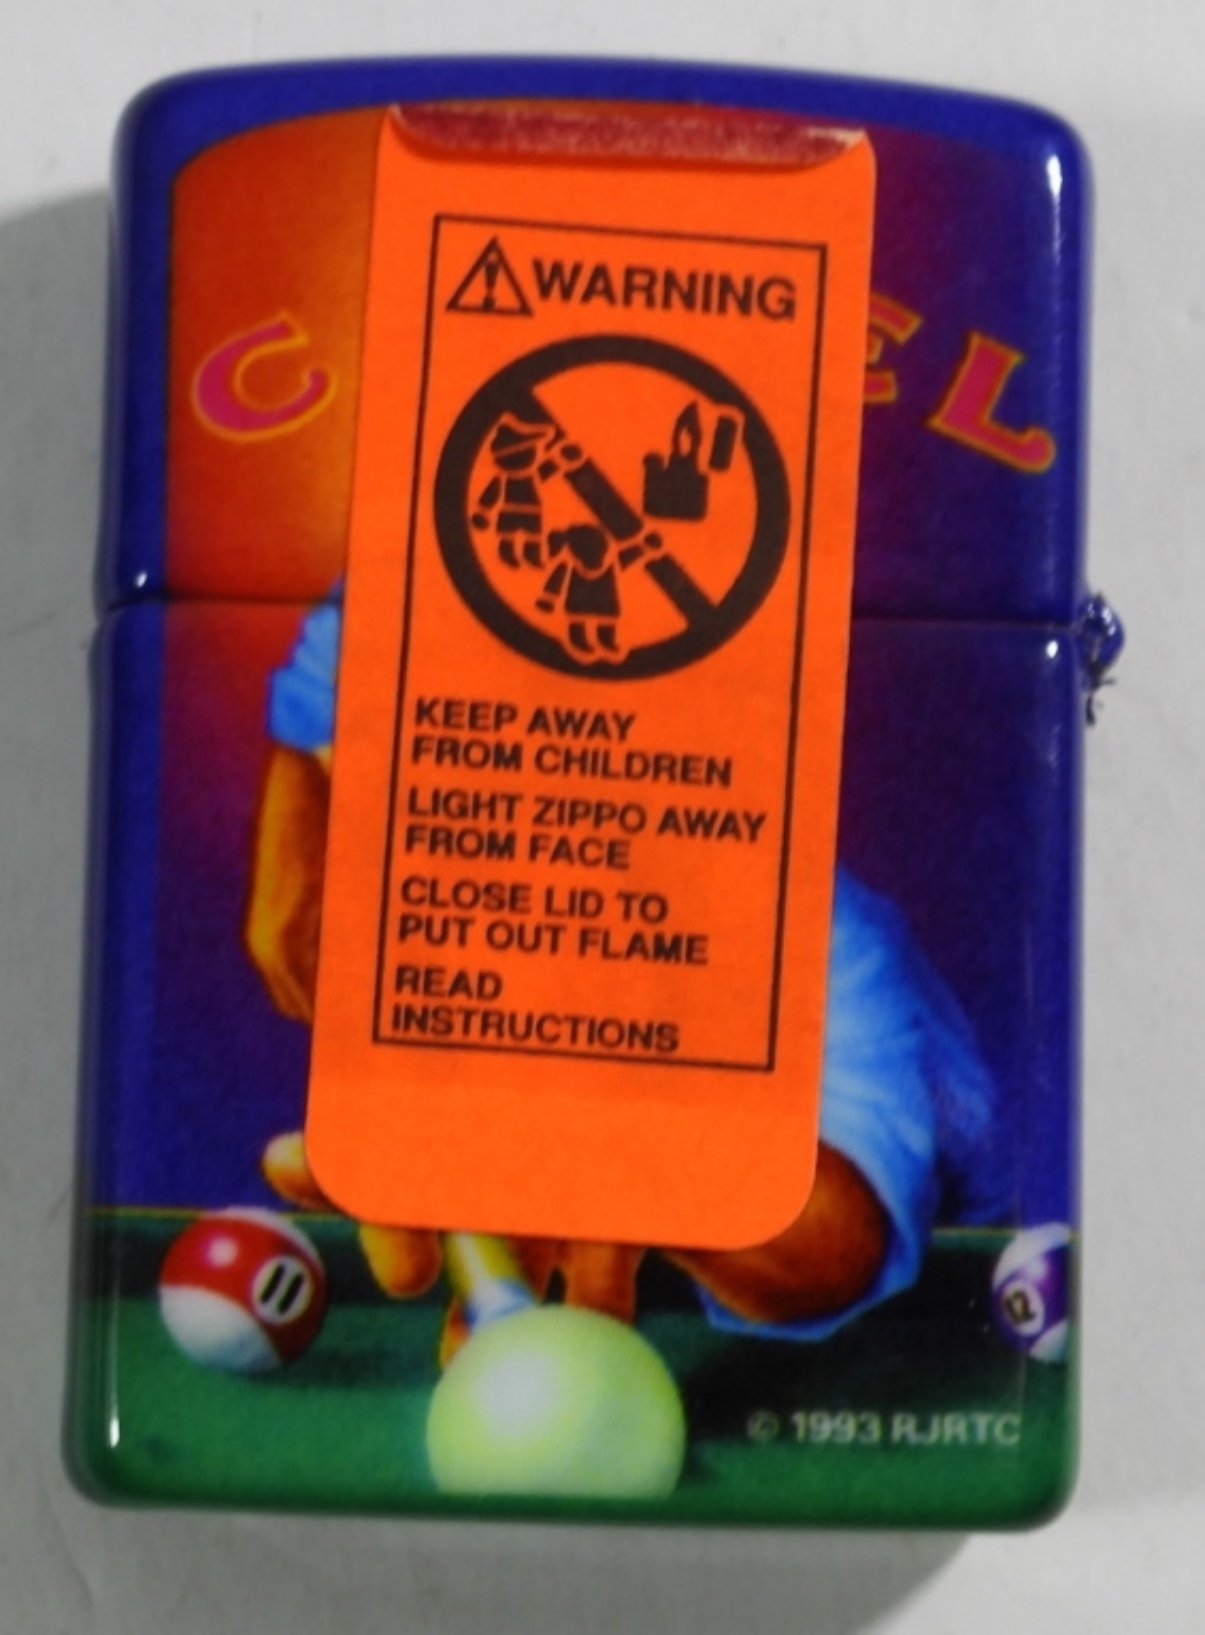 WARNING
C EL
KEEP AWAY
FROM CHILDREN
LIGHT ZIPPO AWAY
FROM FACE
CLOSE LID TO
PUT OUT FLAME
READ
INSTRUCTIONS
11
12
© 1993 RJRTC